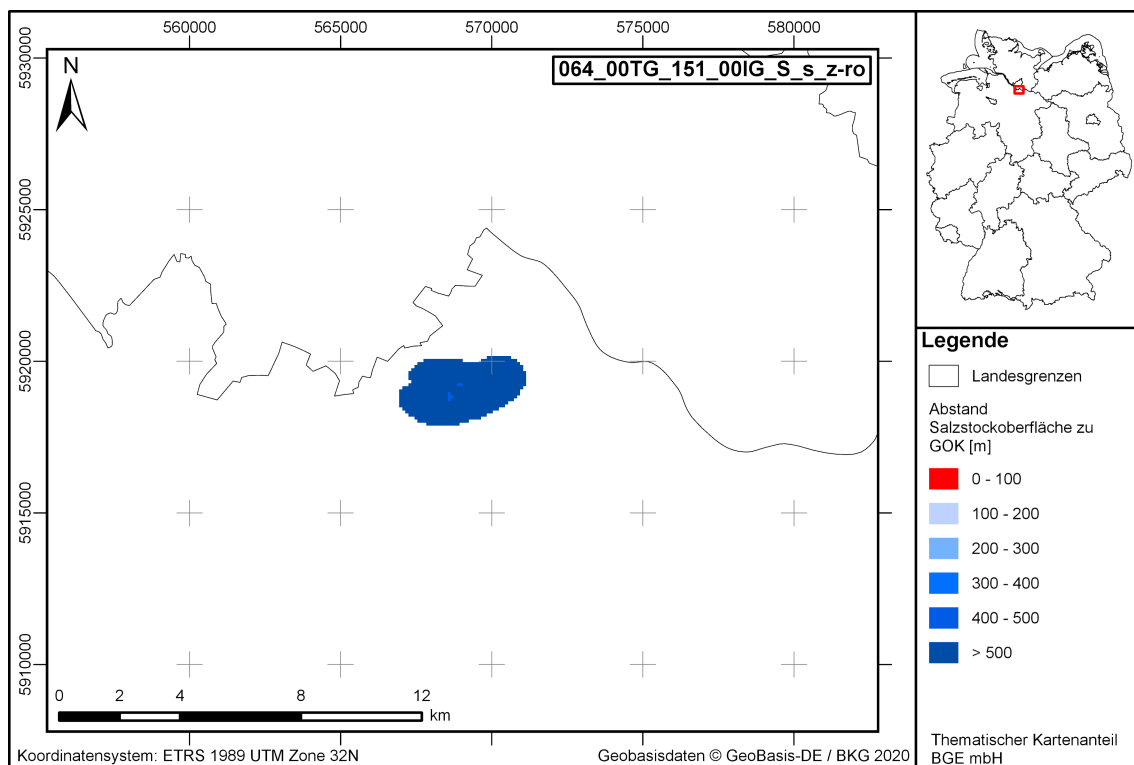 560000 565000 570000 575000 580000
064_00TG_151_00IG_S_s_z-ro
N
5930000
5925000
5920000
5915000
5910000
0 2 4 8 12
km
Koordinatensystem: ETRS 1989 UTM Zone 32N
Geobasisdaten © GeoBasis-DE / BKG 2020
Legende
Landesgrenzen
Abstand
Salzstockoberfläche zu
GOK [m]
0 - 100
100 - 200
200 - 300
300 - 400
400 - 500
> 500
Thematischer Kartenanteil
BGE mbH